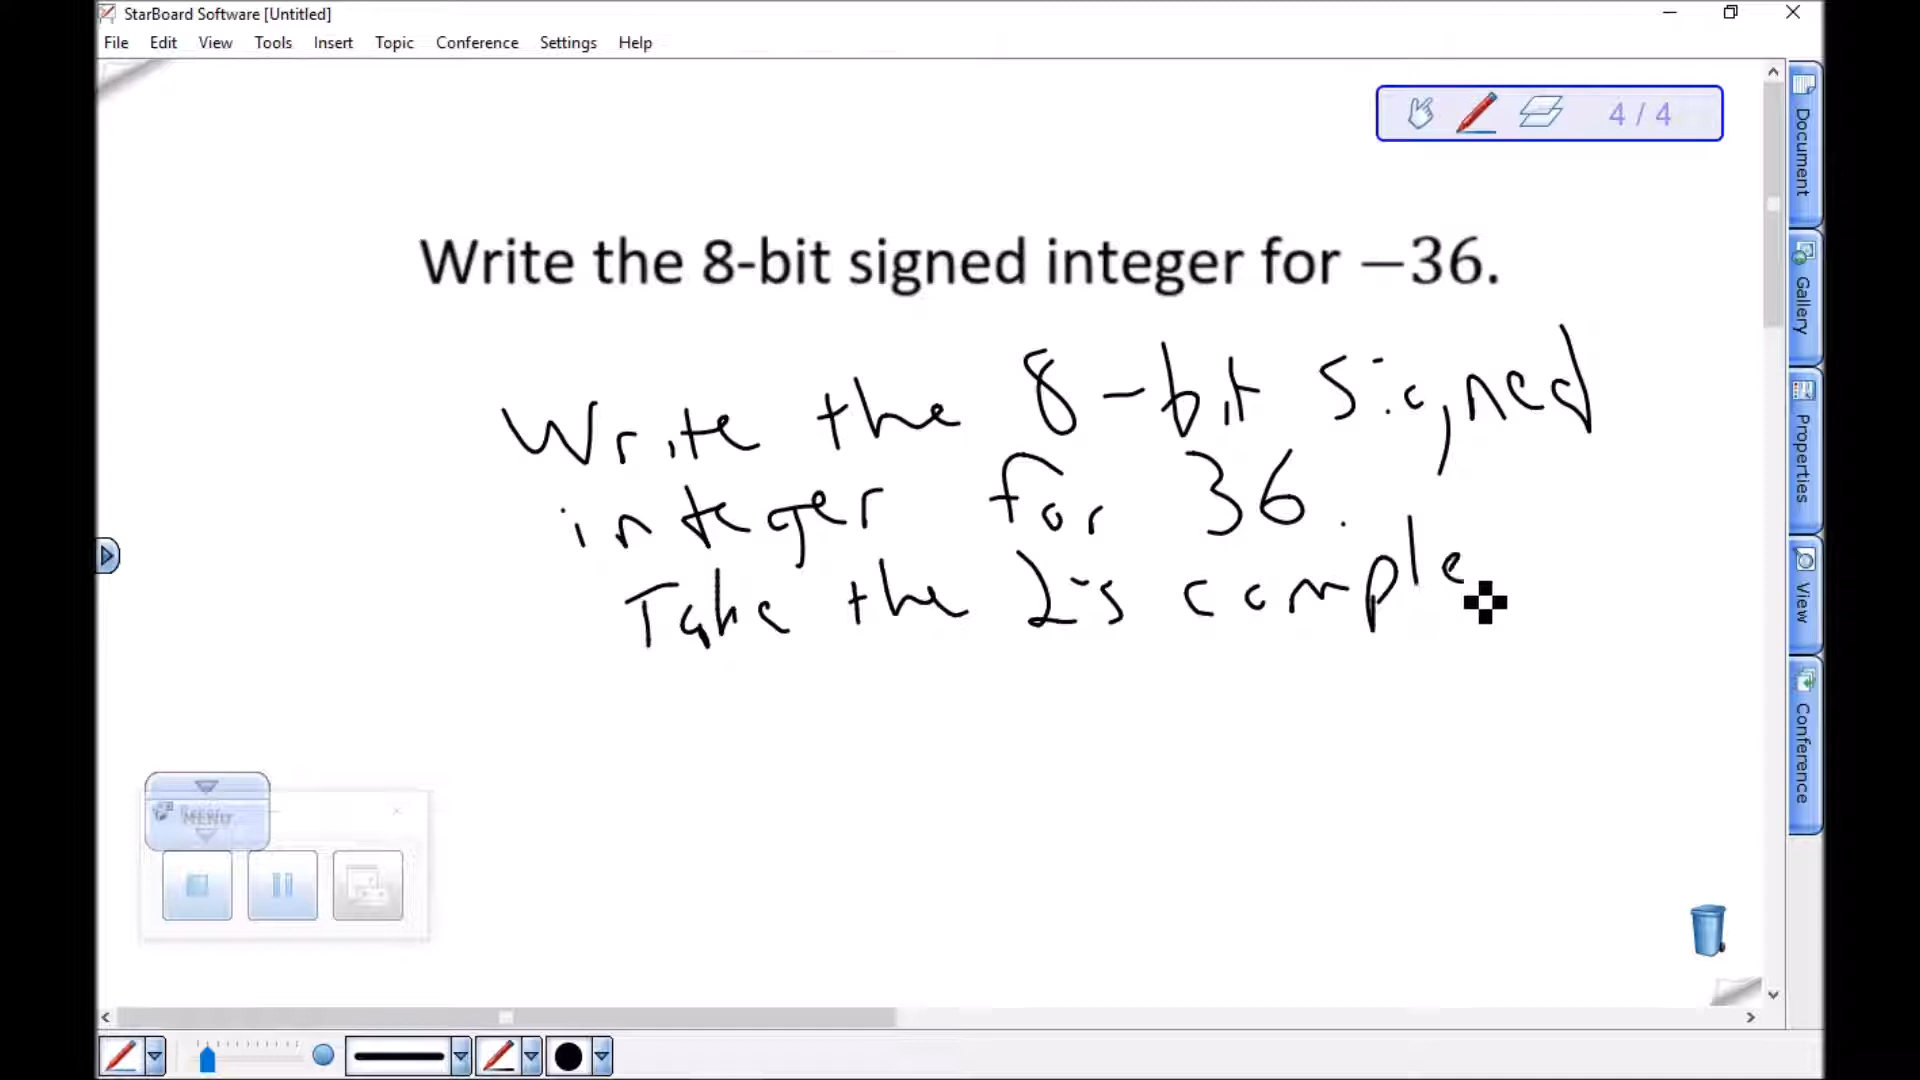 StarBoard Software [Untitled]
File Edit View Tools Insert Topic Conference Settings Help
4 / 4
Write the 8-bit signed integer for −36.
Write the 8-bit signed
integer for 36.
Take the 2's comple
MENU
Document
Gallery
Properties
View
Conference